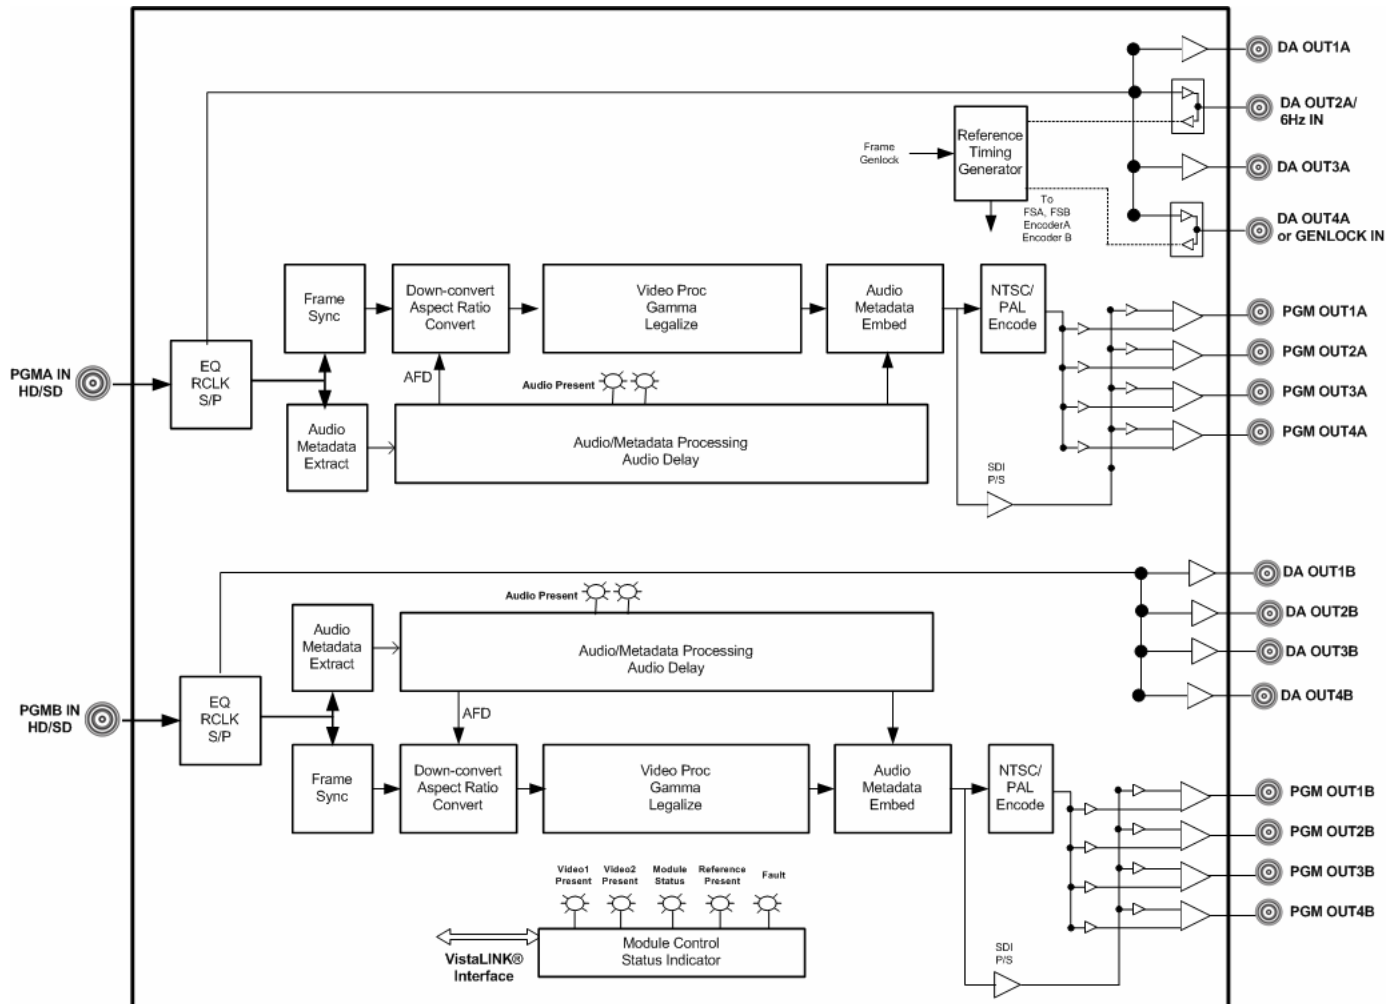 DA OUT1A
DA OUT2A/
6Hz IN
Reference
Timing
Generator
Frame
Genlock
DA OUT3A
To
FSA, FSB
EncoderA
Encoder B
DA OUT4A
or GENLOCK IN
Frame
Sync
Down-convert
Aspect Ratio
Convert
Video Proc
Gamma
Legalize
Audio
Metadata
Embed
NTSC/
PAL
Encode
PGM OUT1A
PGM OUT2A
PGM OUT3A
PGM OUT4A
PGMA IN
HD/SD
EQ
RCLK
S/P
AFD
Audio Present
Audio
Metadata
Extract
Audio/Metadata Processing
Audio Delay
SDI
P/S
DA OUT1B
DA OUT2B
DA OUT3B
DA OUT4B
Audio Present
Audio
Metadata
Extract
Audio/Metadata Processing
Audio Delay
PGMB IN
HD/SD
EQ
RCLK
S/P
AFD
Frame
Sync
Down-convert
Aspect Ratio
Convert
Video Proc
Gamma
Legalize
Audio
Metadata
Embed
NTSC/
PAL
Encode
PGM OUT1B
PGM OUT2B
PGM OUT3B
PGM OUT4B
Video1
Present
Video2
Present
Module
Status
Reference
Present
Fault
VistaLINK®
Interface
Module Control
Status Indicator
SDI
P/S